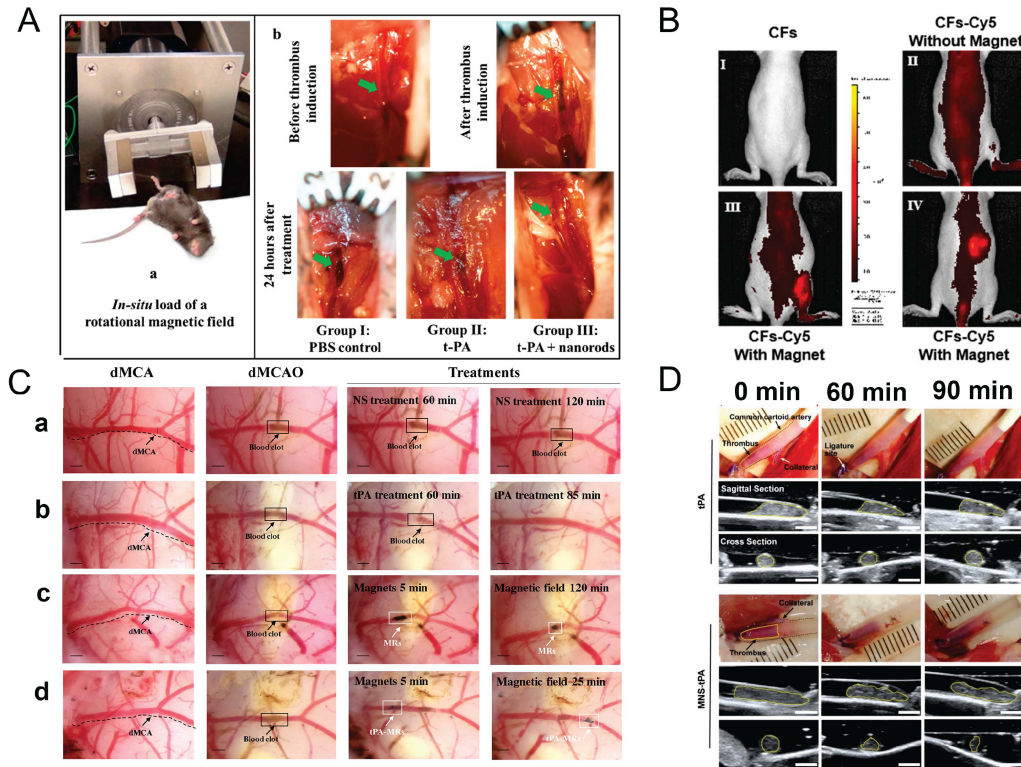 A
a
In-situ load of a
rotational magnetic field
b
Before thrombus
induction
After thrombus
induction
24 hours after
treatment
Group I:
PBS control
Group II:
t-PA
Group III:
t-PA + nanorods
B
CFs
CFs-Cy5
Without Magnet
I
II
III
IV
CFs-Cy5
With Magnet
CFs-Cy5
With Magnet
C
dMCA
dMCAO
Treatments
a
dMCA
Blood clot
NS treatment 60 min
Blood clot
NS treatment 120 min
Blood clot
b
dMCA
Blood clot
tPA treatment 60 min
Blood clot
tPA treatment 85 min
c
dMCA
Blood clot
Magnets 5 min
MRs
Magnetic field 120 min
MRs
d
dMCA
Blood clot
Magnets 5 min
tPA-MRs
Magnetic field 25 min
tPA-MRs
D
0 min
60 min
90 min
tPA
Common cartoid artery
Thrombus
Collateral
Ligature
site
Sagittal Section
Cross Section
MNS-tPA
Collateral
Thrombus